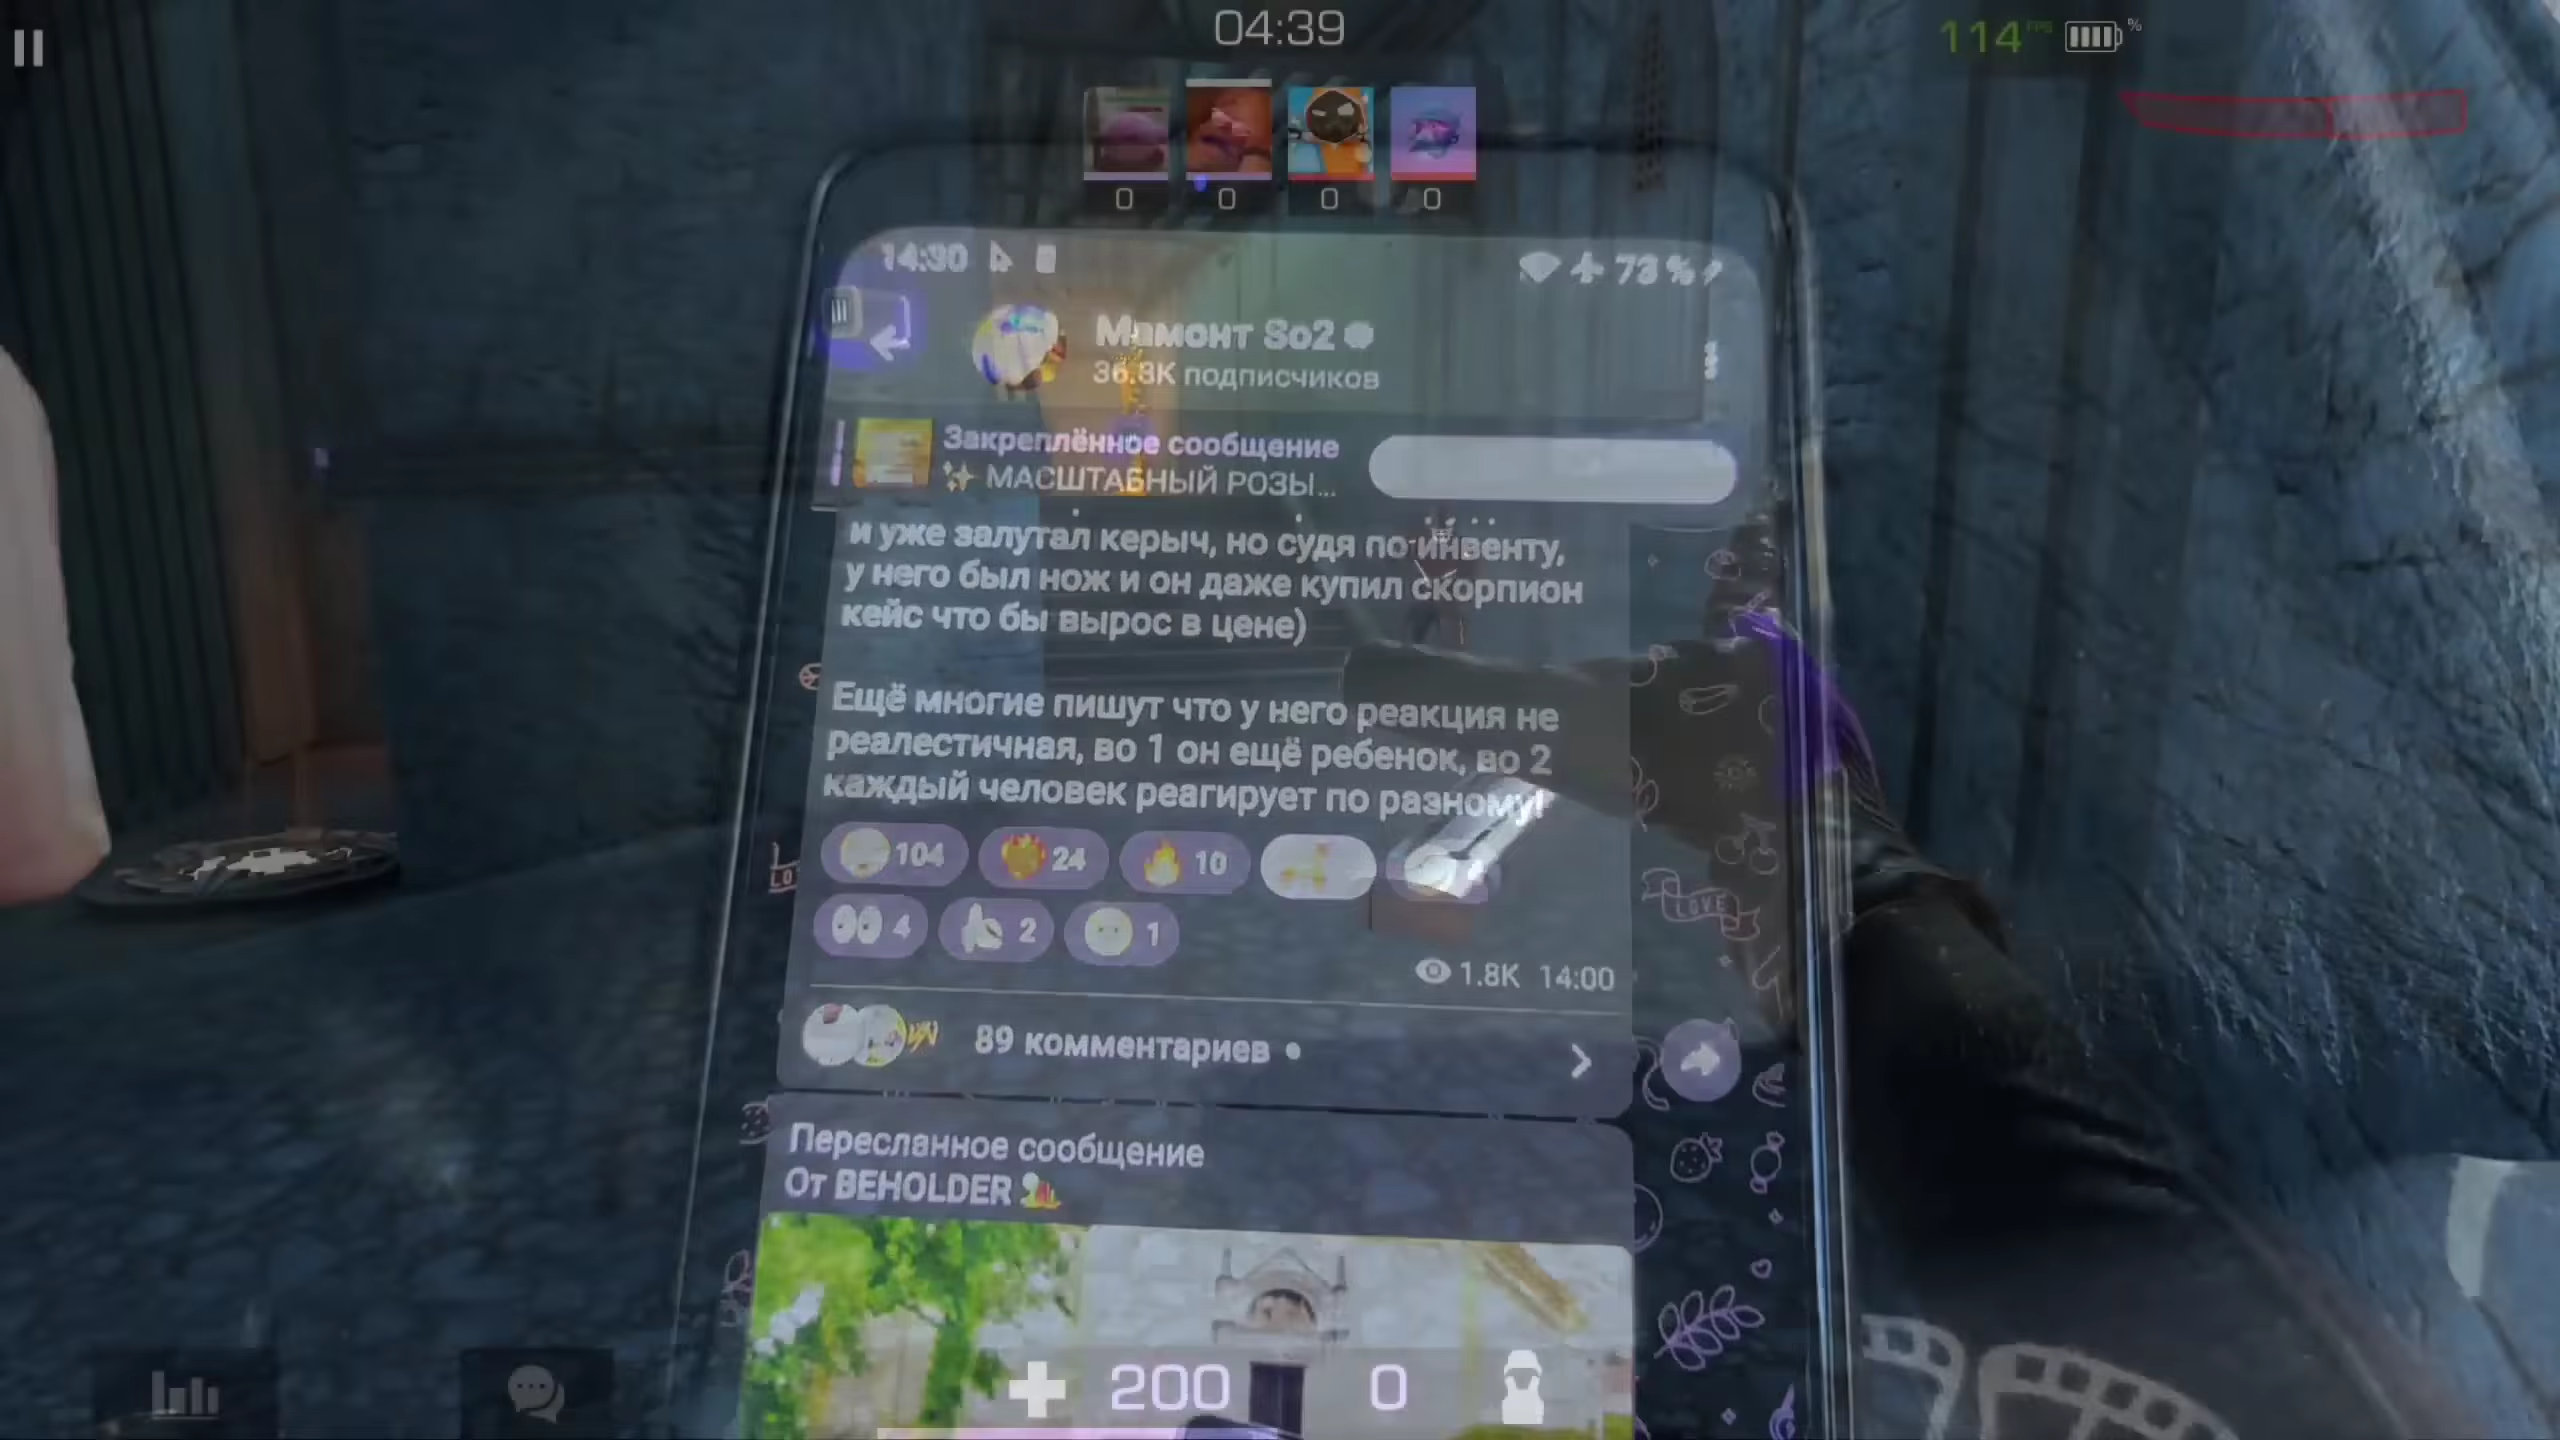 04:39
114 FPS
%
0 0 0 0
14:30
73 %
Мамонт So2
36.3K подписчиков
Закреплённое сообщение
✨ МАСШТАБНЫЙ РОЗЫ...
и уже залутал керыч, но судя по инвенту,
у него был нож и он даже купил скорпион
кейс что бы вырос в цене)
Ещё многие пишут что у него реакция не
реалестичная, во 1 он ещё ребенок, во 2
каждый человек реагирует по разному!
104 24 10
4 2 1
1.8K 14:00
LOVE
89 комментариев
Пересланное сообщение
От BEHOLDER
200 0